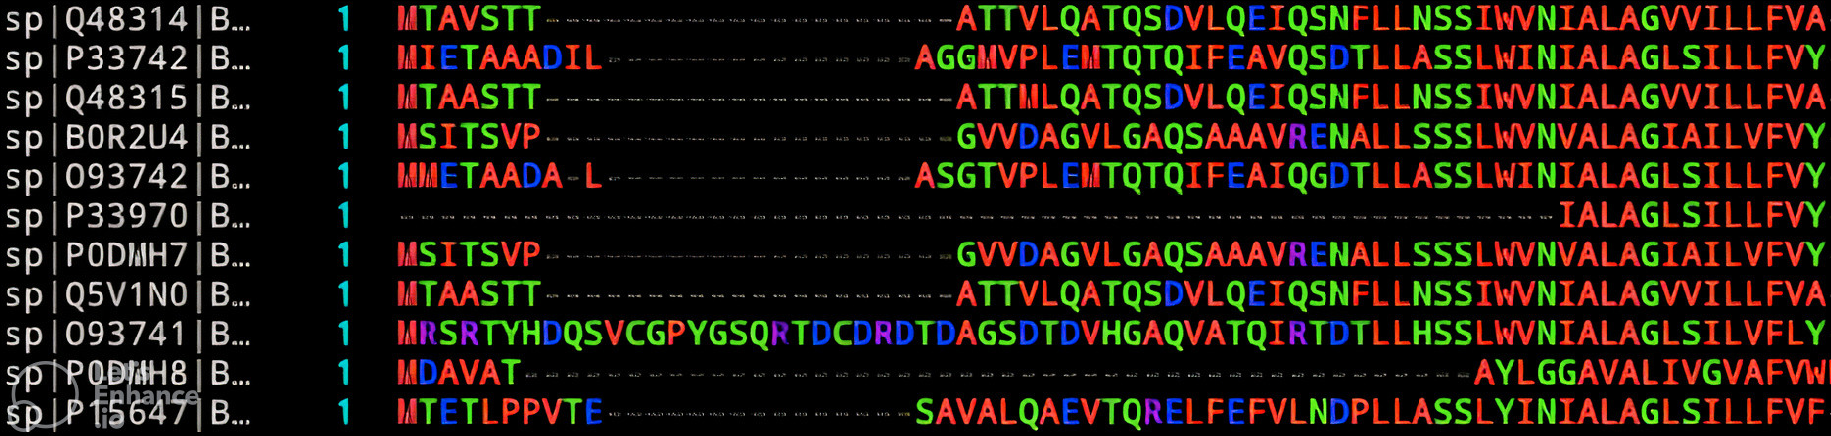 sp|Q48314|B... 1 MTAVSTT--------------------ATTVLQATQSDVLQEIQSNFLLNSSIWVNIALAGVVILLFVA
sp|P33742|B... 1 MIETAAADIL---------------AGGMVPLEMTQTQIFEAVQSDTLLASSLWINIALAGLSILLFVY
sp|Q48315|B... 1 MTAASTT--------------------ATTMLQATQSDVLQEIQSNFLLNSSIWVNIALAGVVILLFVA
sp|B0R2U4|B... 1 MSITSVP--------------------GVVDAGVLGAQSAAAVRENALLSSSLWVNVALAGIAILVFVY
sp|O93742|B... 1 MMETAADA-L---------------ASGTVPLEMTQTQIFEAIQGDTLLASSLWINIALAGLSILLFVY
sp|P33970|B... 1 --------------------------------------------------------IALAGLSILLFVY
sp|P0DMH7|B... 1 MSITSVP--------------------GVVDAGVLGAQSAAAVRENALLSSSLWVNVALAGIAILVFVY
sp|Q5V1N0|B... 1 MTAASTT--------------------ATTVLQATQSDVLQEIQSNFLLNSSIWVNIALAGVVILLFVA
sp|O93741|B... 1 MRSRTYHDQSVCGPYGSQRTDCDRDTDAGSDTDVHGAQVATQIRTDTLLHSSLWVNIALAGLSILVFLY
sp|P0DMH8|B... 1 MDAVAT----------------------------------------------AYLGGAVALIVGVAFVW
sp|P15647|B... 1 MTETLPPVTE---------------SAVALQAEVTQRELFEFVLNDPLLASSLYINIALAGLSILLFVF
Let's
Enhance
.io